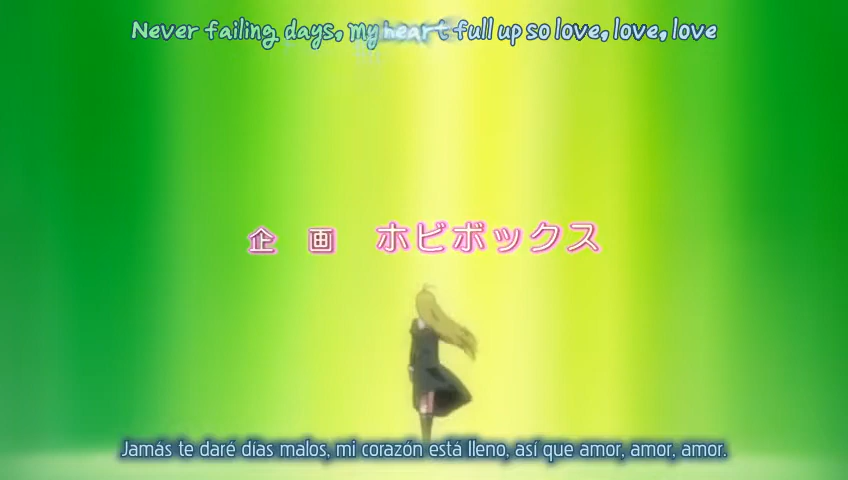 Never failing days, my heart full up so love, love, love
企 画 ホビボックス
Jamás te daré días malos, mi corazón está lleno, así que amor, amor, amor.